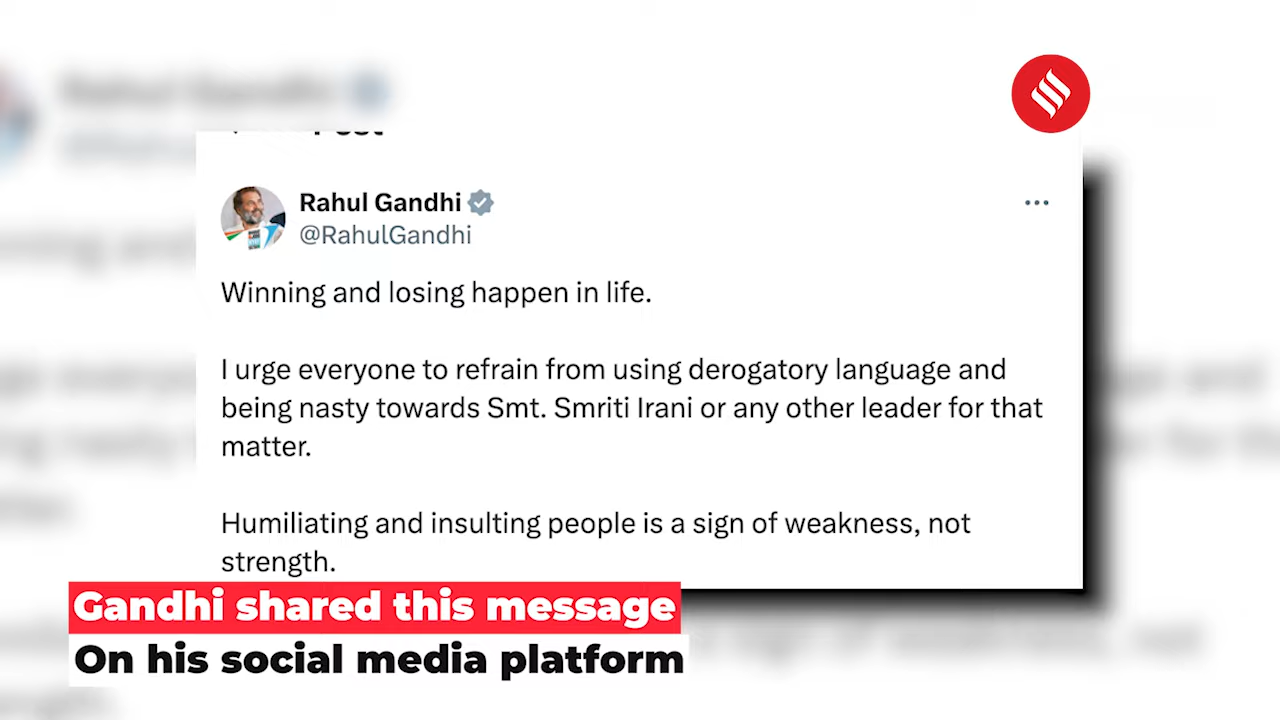 Post
Rahul Gandhi
@RahulGandhi
Winning and losing happen in life.
I urge everyone to refrain from using derogatory language and
being nasty towards Smt. Smriti Irani or any other leader for that
matter.
Humiliating and insulting people is a sign of weakness, not
strength.
Gandhi shared this message
On his social media platform